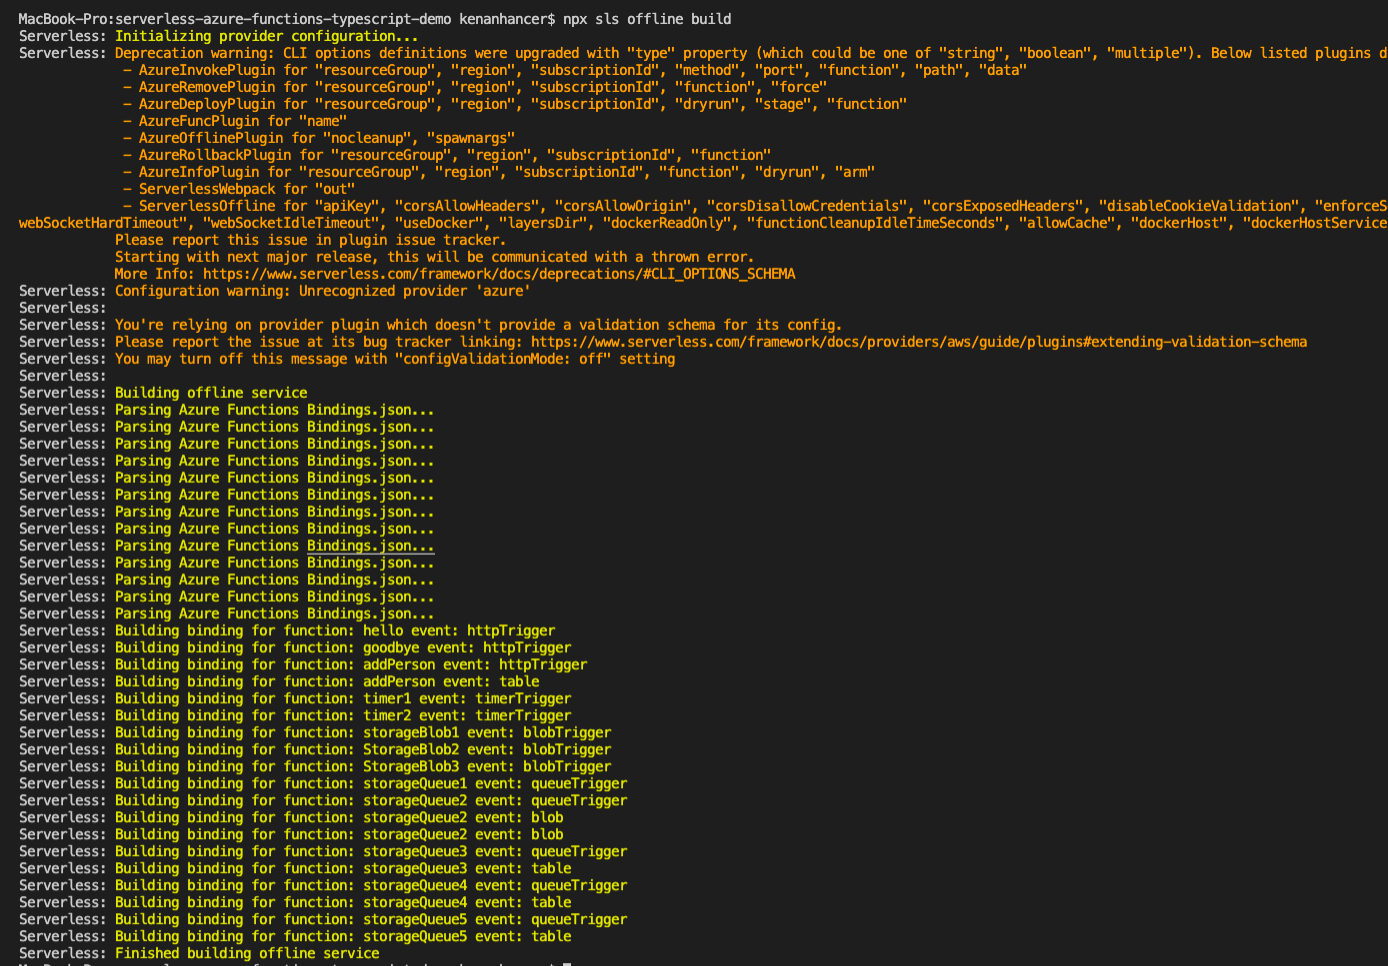 MacBook-Pro:serverless-azure-functions-typescript-demo kenanhancer$ npx sls offline build
Serverless: Initializing provider configuration...
Serverless: Deprecation warning: CLI options definitions were upgraded with "type" property (which could be one of "string", "boolean", "multiple"). Below listed plugins d
- AzureInvokePlugin for "resourceGroup", "region", "subscriptionId", "method", "port", "function", "path", "data"
- AzureRemovePlugin for "resourceGroup", "region", "subscriptionId", "function", "force"
- AzureDeployPlugin for "resourceGroup", "region", "subscriptionId", "dryrun", "stage", "function"
- AzureFuncPlugin for "name"
- AzureOfflinePlugin for "nocleanup", "spawnargs"
- AzureRollbackPlugin for "resourceGroup", "region", "subscriptionId", "function"
- AzureInfoPlugin for "resourceGroup", "region", "subscriptionId", "function", "dryrun", "arm"
- ServerlessWebpack for "out"
- ServerlessOffline for "apiKey", "corsAllowHeaders", "corsAllowOrigin", "corsDisallowCredentials", "corsExposedHeaders", "disableCookieValidation", "enforceS
webSocketHardTimeout", "webSocketIdleTimeout", "useDocker", "layersDir", "dockerReadOnly", "functionCleanupIdleTimeSeconds", "allowCache", "dockerHost", "dockerHostService
Please report this issue in plugin issue tracker.
Starting with next major release, this will be communicated with a thrown error.
More Info: https://www.serverless.com/framework/docs/deprecations/#CLI_OPTIONS_SCHEMA
Serverless: Configuration warning: Unrecognized provider 'azure'
Serverless:
Serverless: You're relying on provider plugin which doesn't provide a validation schema for its config.
Serverless: Please report the issue at its bug tracker linking: https://www.serverless.com/framework/docs/providers/aws/guide/plugins#extending-validation-schema
Serverless: You may turn off this message with "configValidationMode: off" setting
Serverless:
Serverless: Building offline service
Serverless: Parsing Azure Functions Bindings.json...
Serverless: Parsing Azure Functions Bindings.json...
Serverless: Parsing Azure Functions Bindings.json...
Serverless: Parsing Azure Functions Bindings.json...
Serverless: Parsing Azure Functions Bindings.json...
Serverless: Parsing Azure Functions Bindings.json...
Serverless: Parsing Azure Functions Bindings.json...
Serverless: Parsing Azure Functions Bindings.json...
Serverless: Parsing Azure Functions Bindings.json...
Serverless: Parsing Azure Functions Bindings.json...
Serverless: Parsing Azure Functions Bindings.json...
Serverless: Parsing Azure Functions Bindings.json...
Serverless: Parsing Azure Functions Bindings.json...
Serverless: Building binding for function: hello event: httpTrigger
Serverless: Building binding for function: goodbye event: httpTrigger
Serverless: Building binding for function: addPerson event: httpTrigger
Serverless: Building binding for function: addPerson event: table
Serverless: Building binding for function: timer1 event: timerTrigger
Serverless: Building binding for function: timer2 event: timerTrigger
Serverless: Building binding for function: storageBlob1 event: blobTrigger
Serverless: Building binding for function: StorageBlob2 event: blobTrigger
Serverless: Building binding for function: StorageBlob3 event: blobTrigger
Serverless: Building binding for function: storageQueue1 event: queueTrigger
Serverless: Building binding for function: storageQueue2 event: queueTrigger
Serverless: Building binding for function: storageQueue2 event: blob
Serverless: Building binding for function: storageQueue2 event: blob
Serverless: Building binding for function: storageQueue3 event: queueTrigger
Serverless: Building binding for function: storageQueue3 event: table
Serverless: Building binding for function: storageQueue4 event: queueTrigger
Serverless: Building binding for function: storageQueue4 event: table
Serverless: Building binding for function: storageQueue5 event: queueTrigger
Serverless: Building binding for function: storageQueue5 event: table
Serverless: Finished building offline service